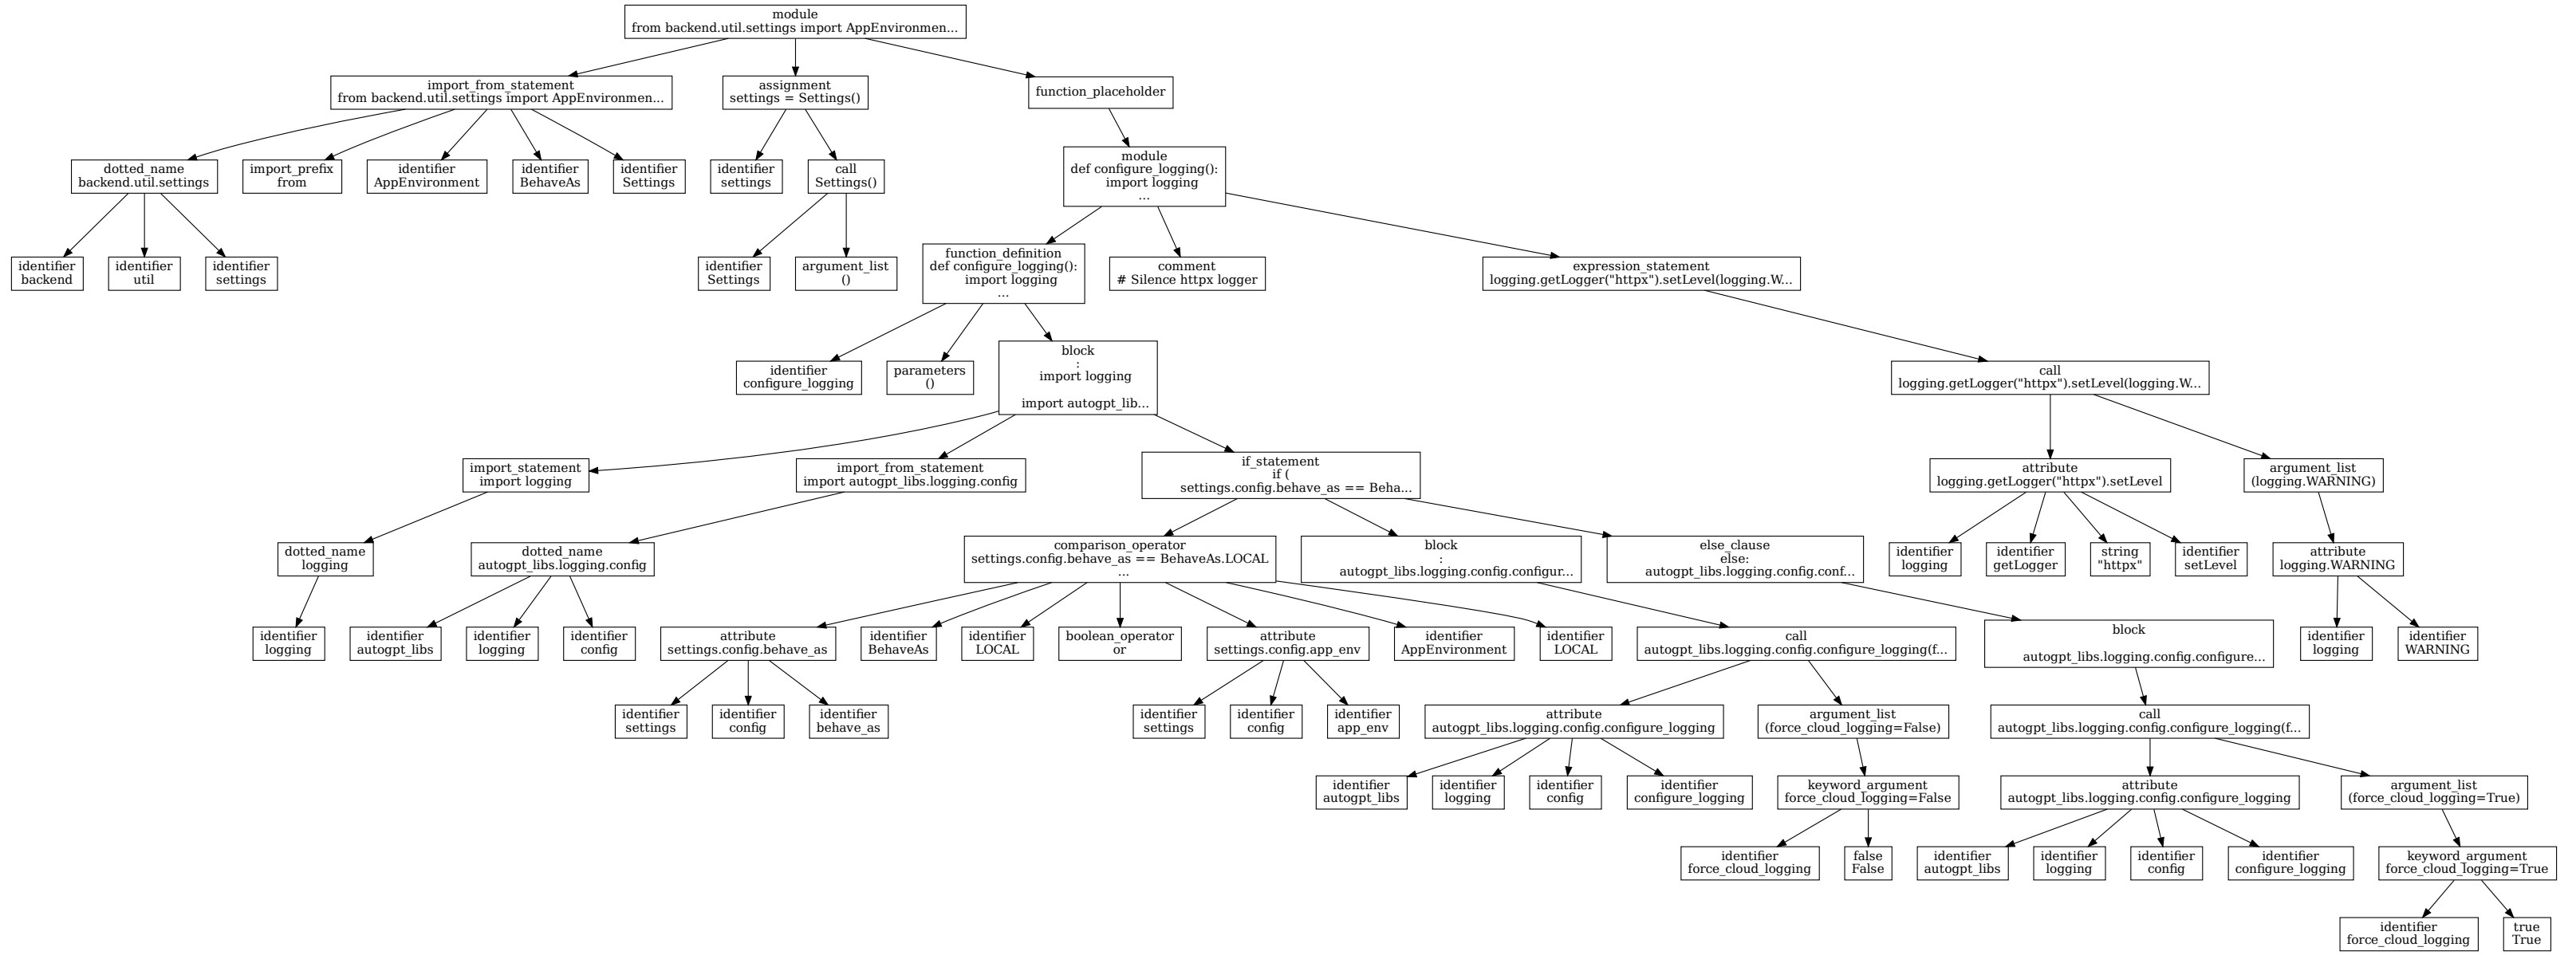 module
from backend.util.settings import AppEnvironmen...
import_from_statement
from backend.util.settings import AppEnvironmen...
assignment
settings = Settings()
function_placeholder
dotted_name
backend.util.settings
import_prefix
from
identifier
AppEnvironment
identifier
BehaveAs
identifier
Settings
identifier
settings
call
Settings()
module
def configure_logging():
import logging
...
identifier
backend
identifier
util
identifier
settings
identifier
Settings
argument_list
()
function_definition
def configure_logging():
import logging
...
comment
# Silence httpx logger
expression_statement
logging.getLogger("httpx").setLevel(logging.W...
identifier
configure_logging
parameters
()
block
:
import logging
import autogpt_lib...
call
logging.getLogger("httpx").setLevel(logging.W...
import_statement
import logging
import_from_statement
import autogpt_libs.logging.config
if_statement
if (
settings.config.behave_as == Beha...
attribute
logging.getLogger("httpx").setLevel
argument_list
(logging.WARNING)
dotted_name
logging
dotted_name
autogpt_libs.logging.config
comparison_operator
settings.config.behave_as == BehaveAs.LOCAL
...
block
:
autogpt_libs.logging.config.configur...
else_clause
else:
autogpt_libs.logging.config.conf...
identifier
logging
identifier
getLogger
string
"httpx"
identifier
setLevel
attribute
logging.WARNING
identifier
logging
identifier
autogpt_libs
identifier
logging
identifier
config
attribute
settings.config.behave_as
identifier
BehaveAs
identifier
LOCAL
boolean_operator
or
attribute
settings.config.app_env
identifier
AppEnvironment
identifier
LOCAL
call
autogpt_libs.logging.config.configure_logging(f...
block
autogpt_libs.logging.config.configure...
identifier
logging
identifier
WARNING
identifier
settings
identifier
config
identifier
behave_as
identifier
settings
identifier
config
identifier
app_env
attribute
autogpt_libs.logging.config.configure_logging
argument_list
(force_cloud_logging=False)
call
autogpt_libs.logging.config.configure_logging(f...
identifier
autogpt_libs
identifier
logging
identifier
config
identifier
configure_logging
keyword_argument
force_cloud_logging=False
attribute
autogpt_libs.logging.config.configure_logging
argument_list
(force_cloud_logging=True)
identifier
force_cloud_logging
false
False
identifier
autogpt_libs
identifier
logging
identifier
config
identifier
configure_logging
keyword_argument
force_cloud_logging=True
identifier
force_cloud_logging
true
True